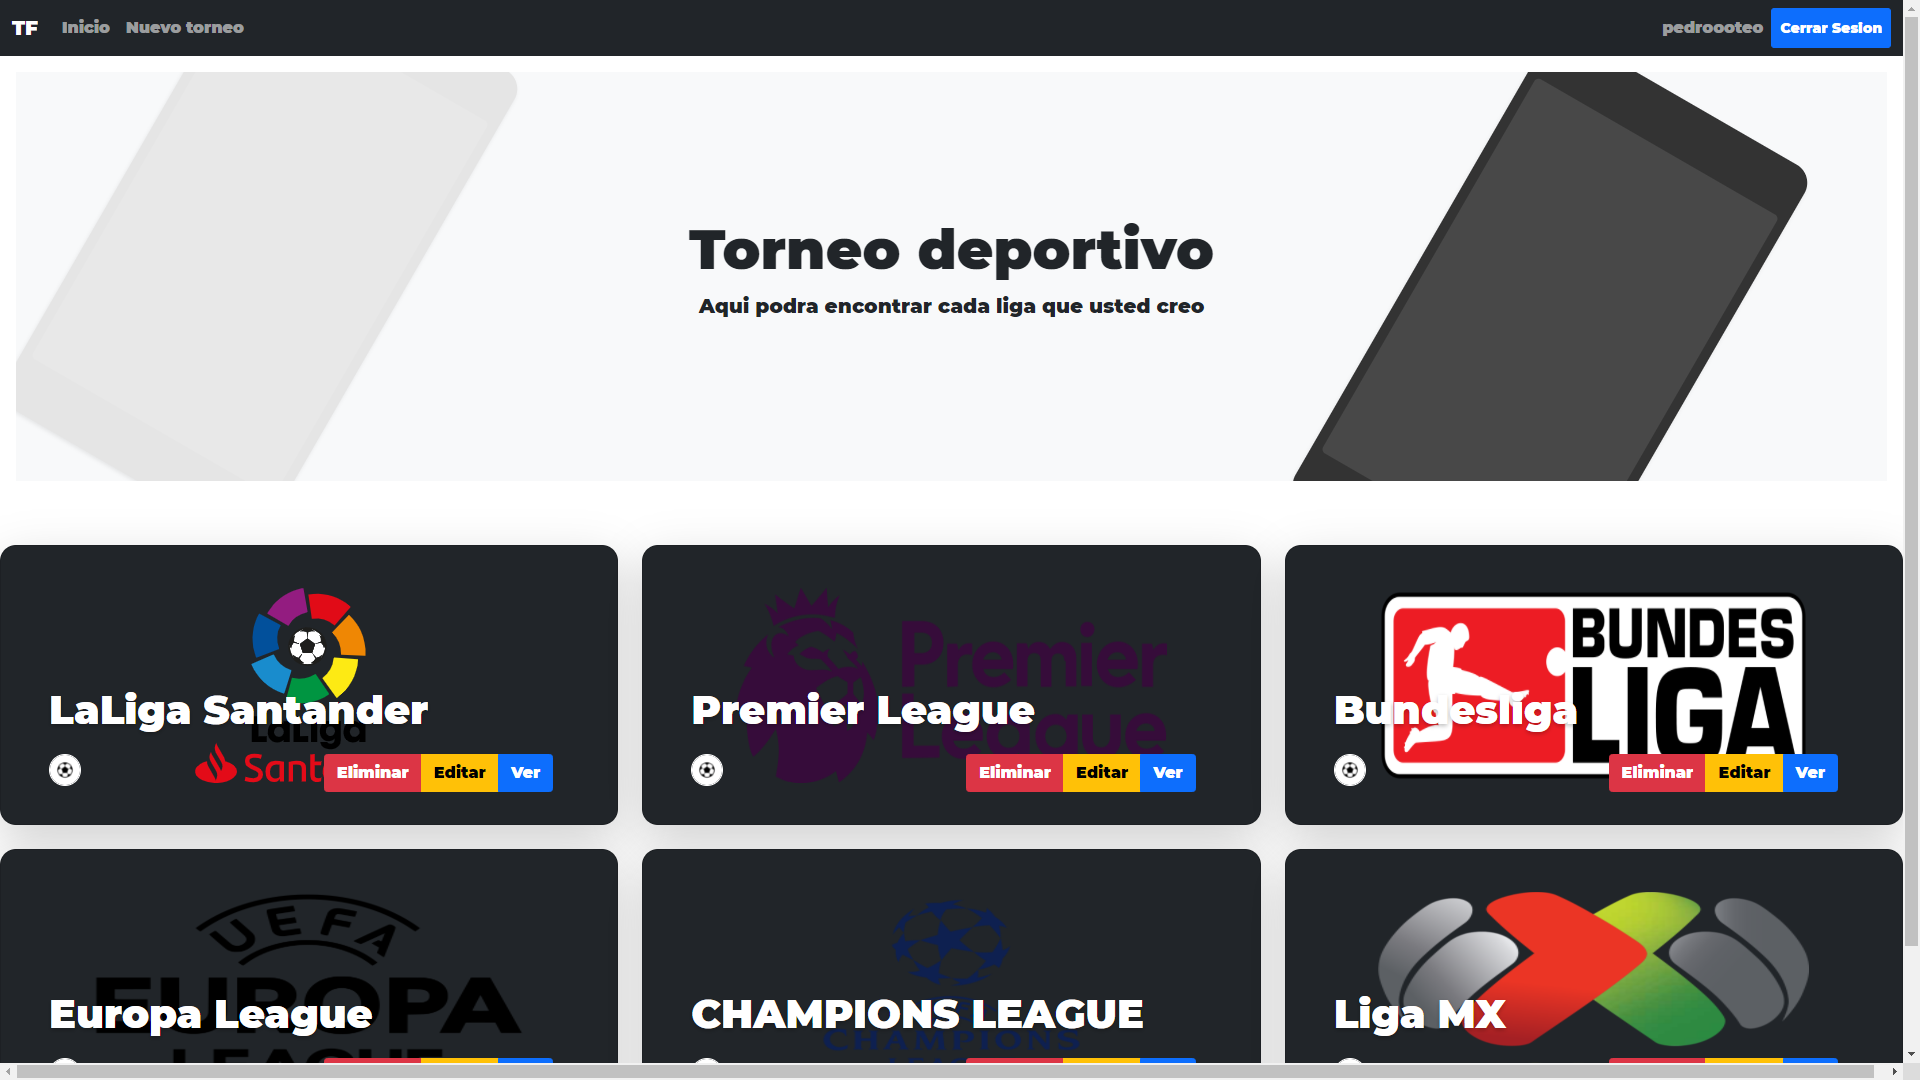 TF Inicio Nuevo torneo pedroooteo Cerrar Sesion
Torneo deportivo
Aqui podra encontrar cada liga que usted creo
LaLiga Santander
LaLiga
Sant
Eliminar Editar Ver
Premier
League
Premier League
Eliminar Editar Ver
BUNDES
LIGA
Bundesliga
Eliminar Editar Ver
UEFA
EUROPA
LEAGUE
Europa League
CHAMPIONS LEAGUE
CHAMPIONS
Liga MX